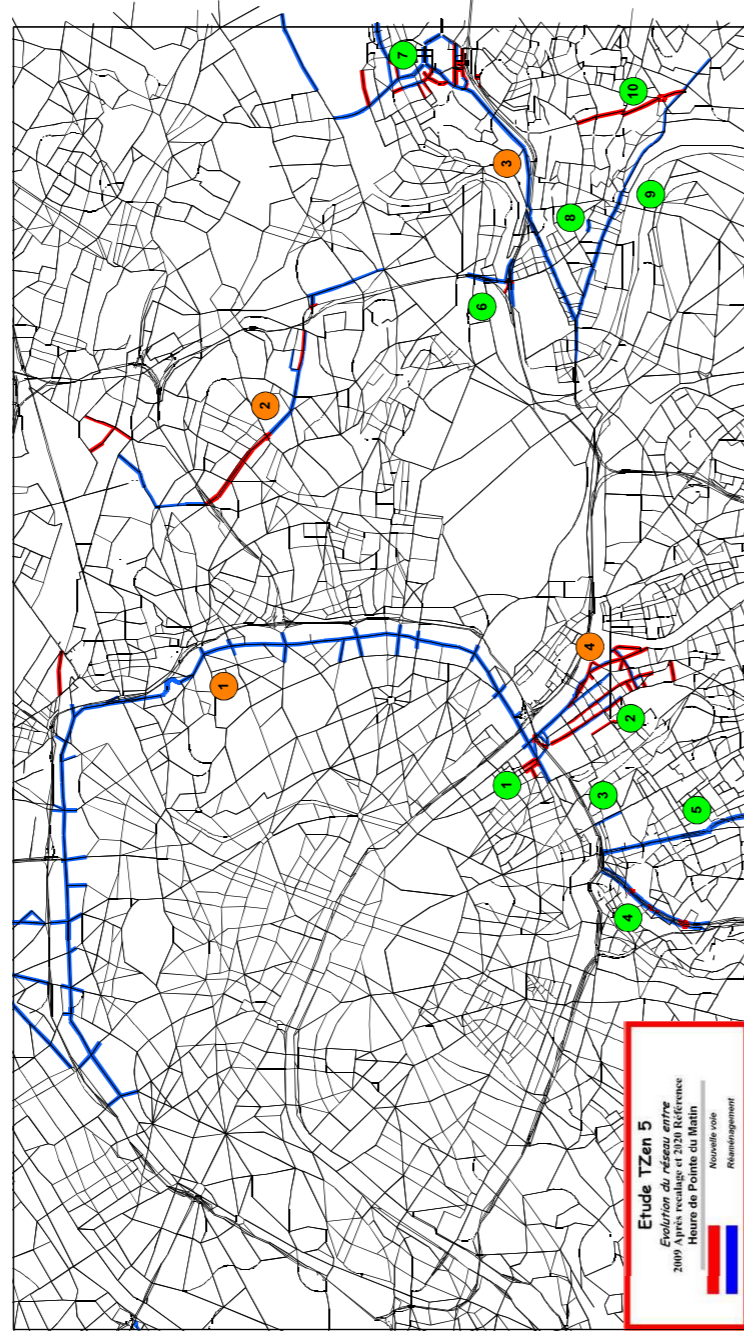 Etude TZen 5
Evolution du réseau entre
2009 Après recalage et 2020 Référence
Heure de Pointe du Matin
Nouvelle voie
Réaménagement
1
2
3
4
1
2
3
4
5
6
7
8
9
10